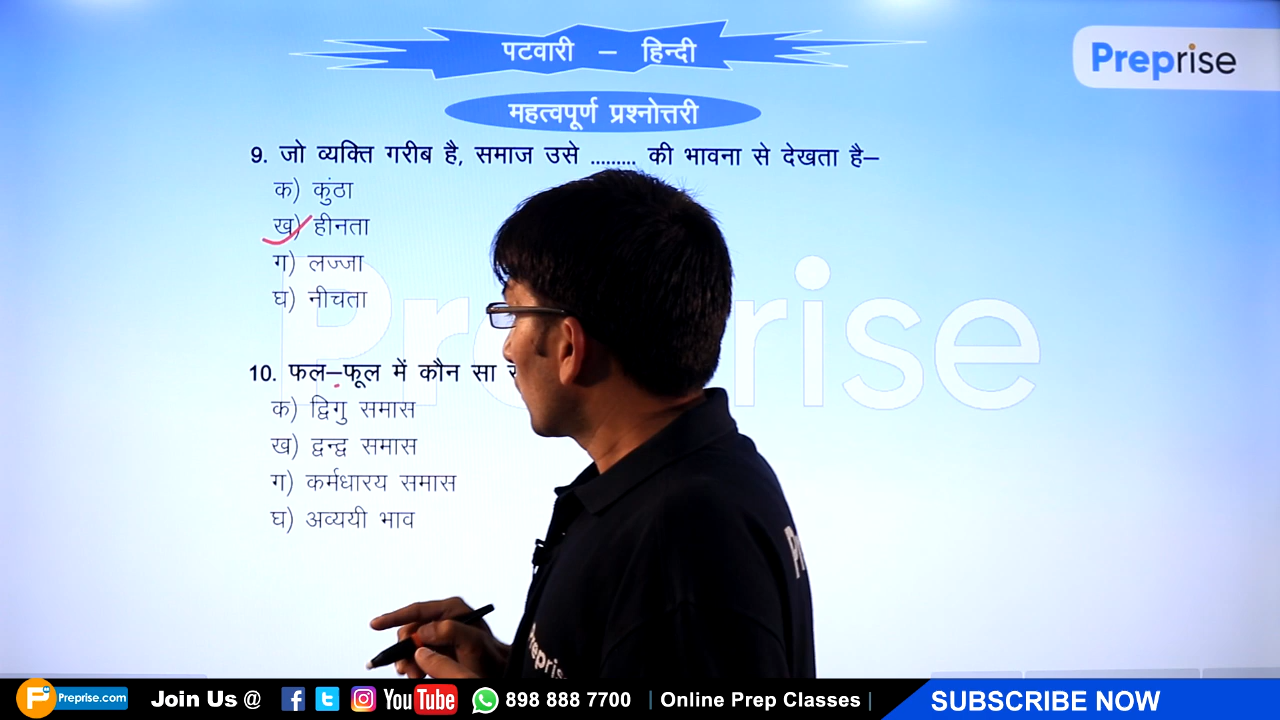 पटवारी – हिन्दी
Preprise
महत्वपूर्ण प्रश्नोत्तरी
9. जो व्यक्ति गरीब है, समाज उसे ......... की भावना से देखता है–
क) कुंठा
ख) हीनता
ग) लज्जा
घ) नीचता
Preprise
10. फल–फूल में कौन सा
क) द्विगु समास
ख) द्वन्द्व समास
ग) कर्मधारय समास
घ) अव्ययी भाव
Preprise
Preprise.com Join Us @ YouTube 898 888 7700 | Online Prep Classes | SUBSCRIBE NOW